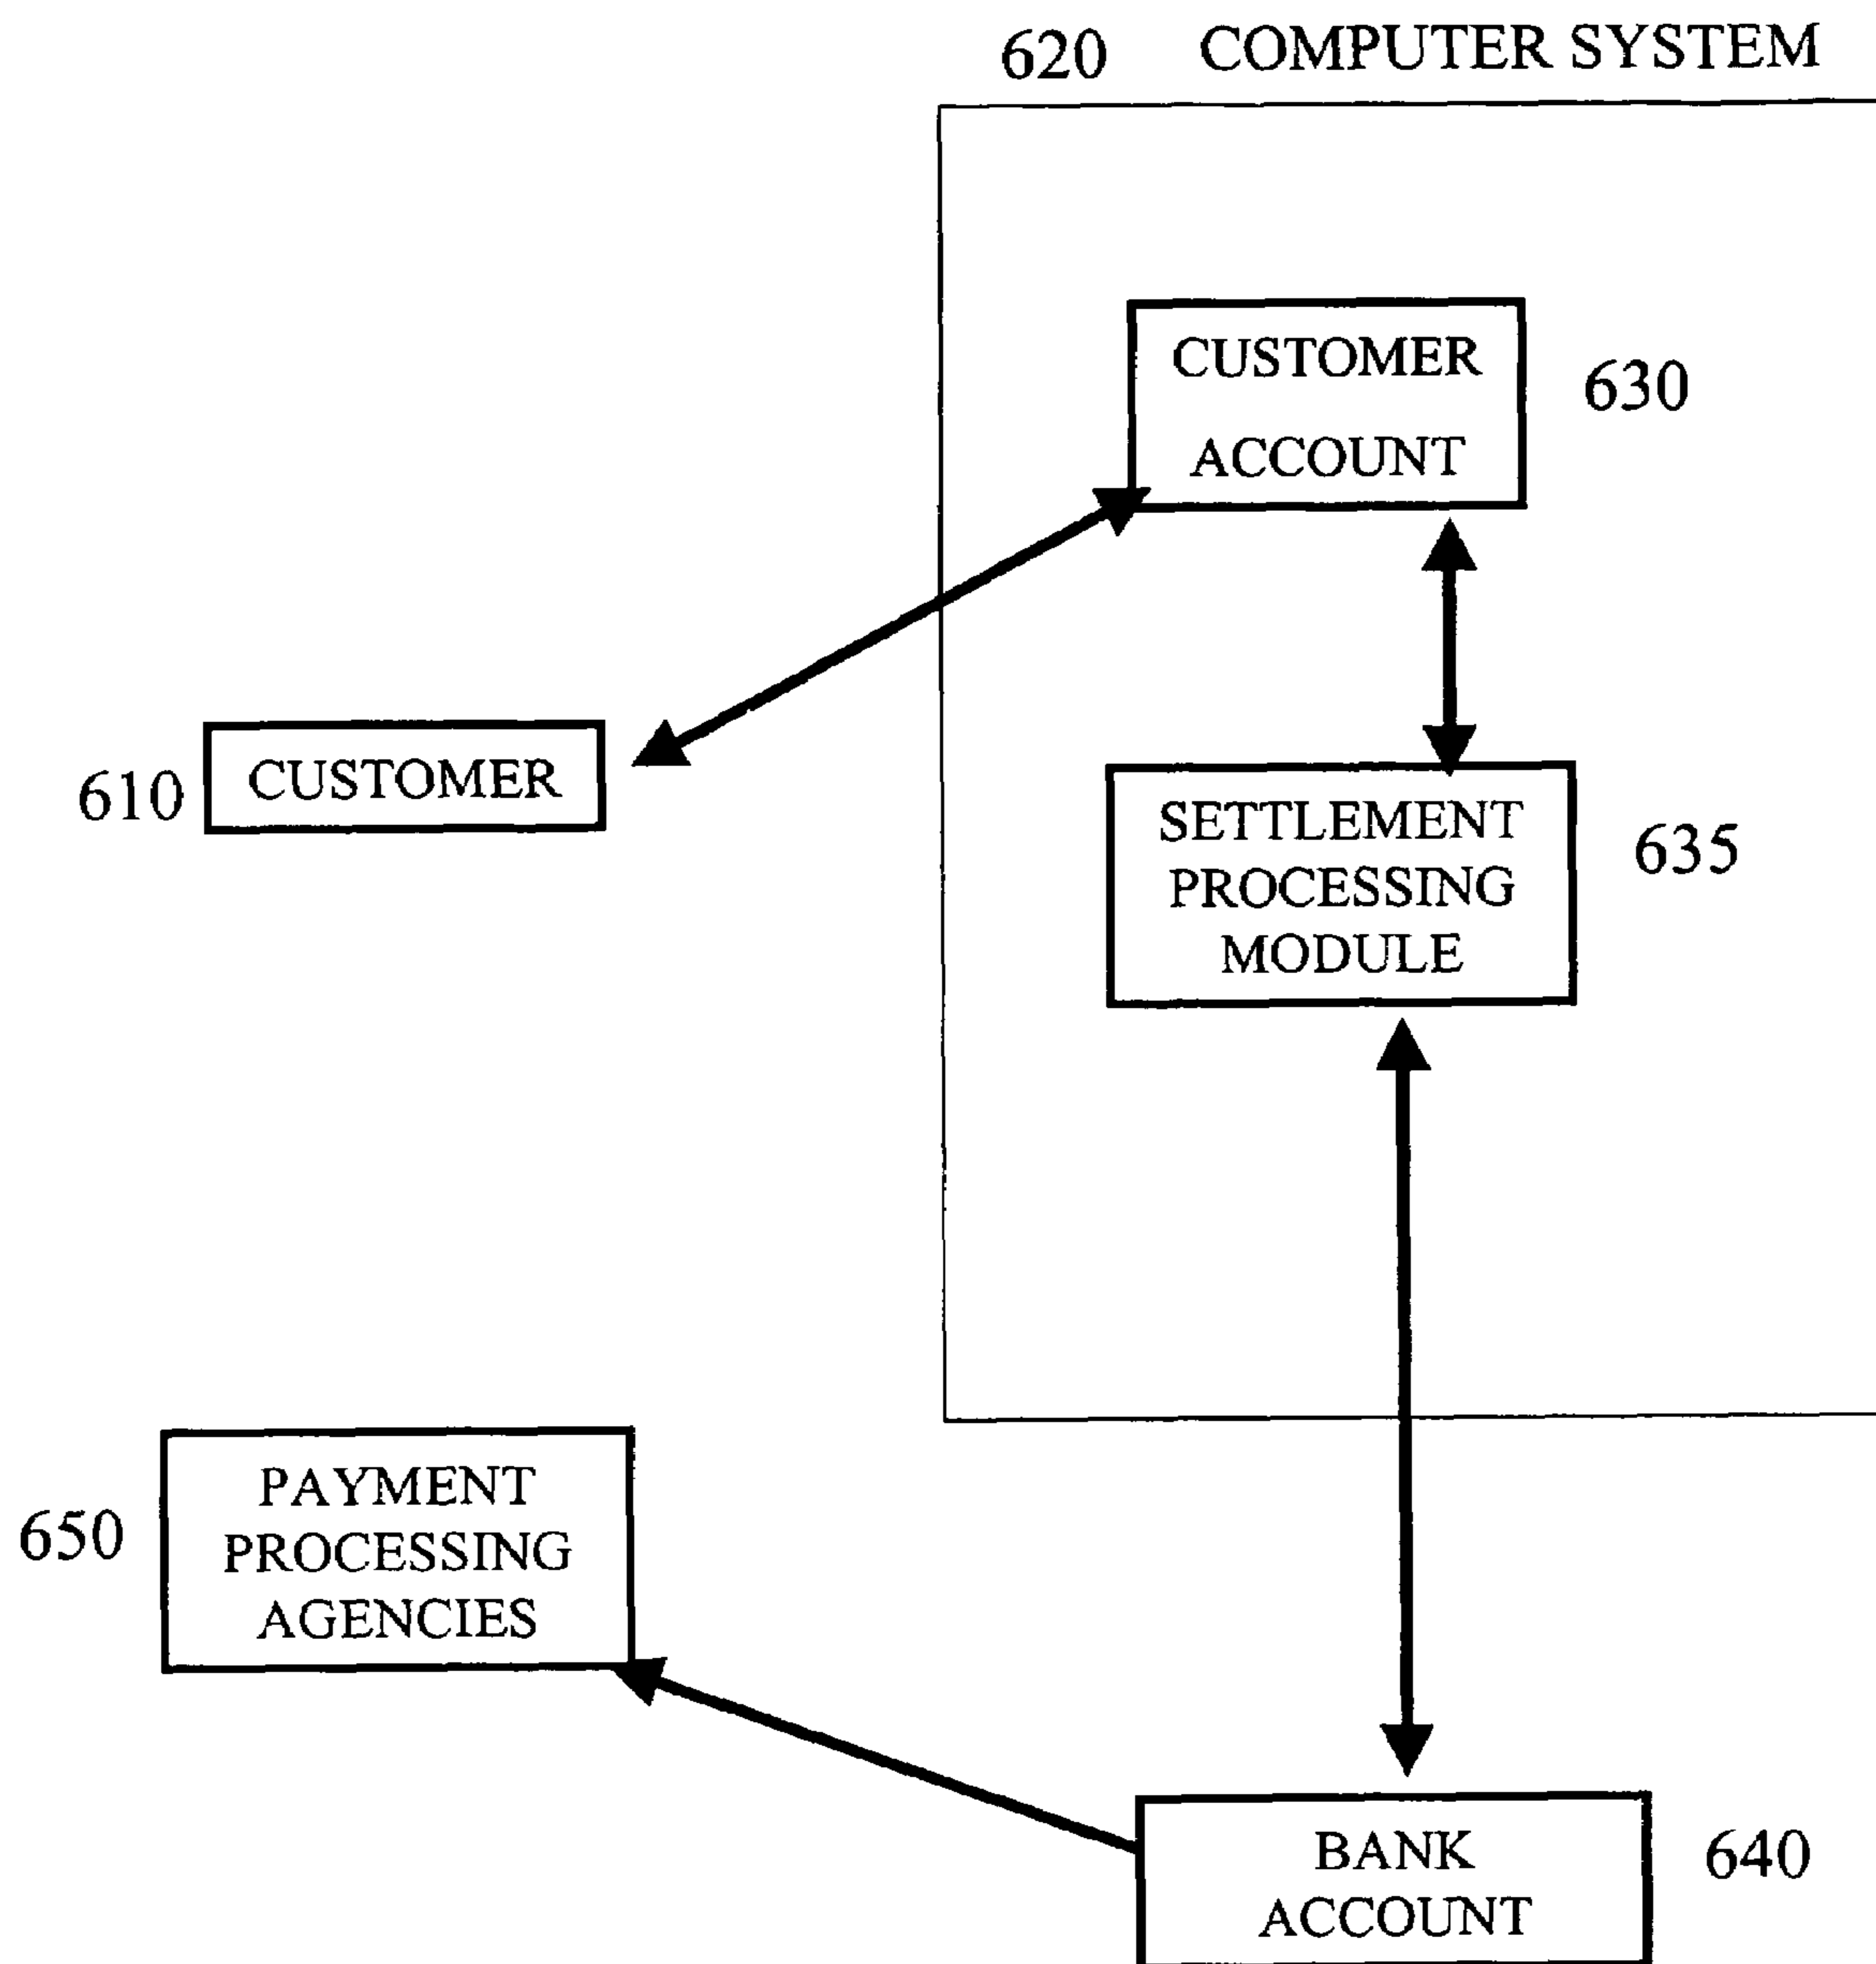 620 COMPUTER SYSTEM
CUSTOMER
ACCOUNT
630
610
CUSTOMER
SETTLEMENT
PROCESSING
MODULE
635
650
PAYMENT
PROCESSING
AGENCIES
BANK
ACCOUNT
640